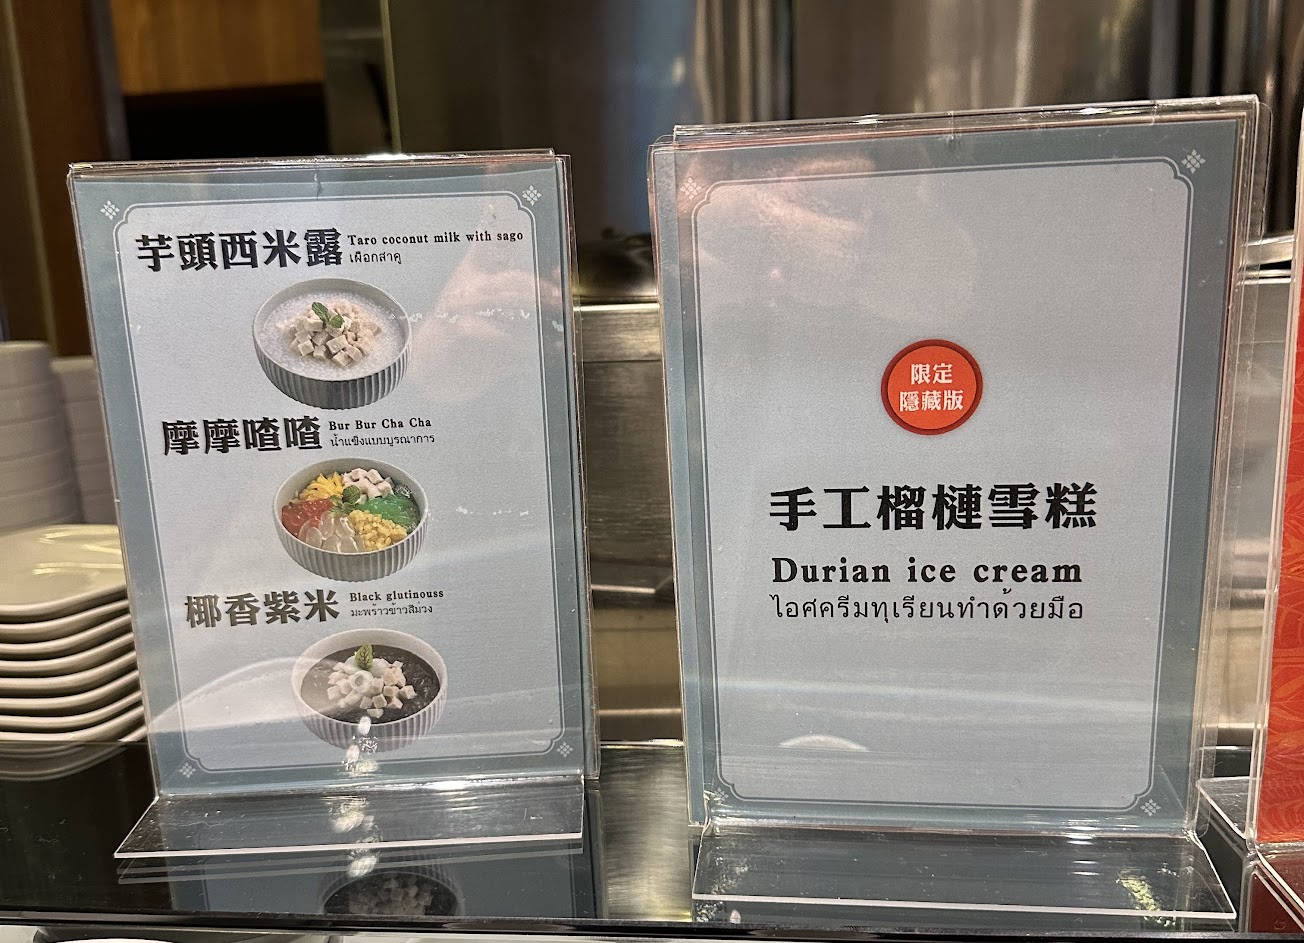 芋頭西米露
Taro coconut milk with sago
เผือกสาคู
摩摩喳喳
Bur Bur Cha Cha
น้ำแข็งแบบบูรณาการ
椰香紫米
Black glutinouss
มะพร้าวข้าวสีม่วง
限定
隱藏版
手工榴槤雪糕
Durian ice cream
ไอศครีมทุเรียนทำด้วยมือ